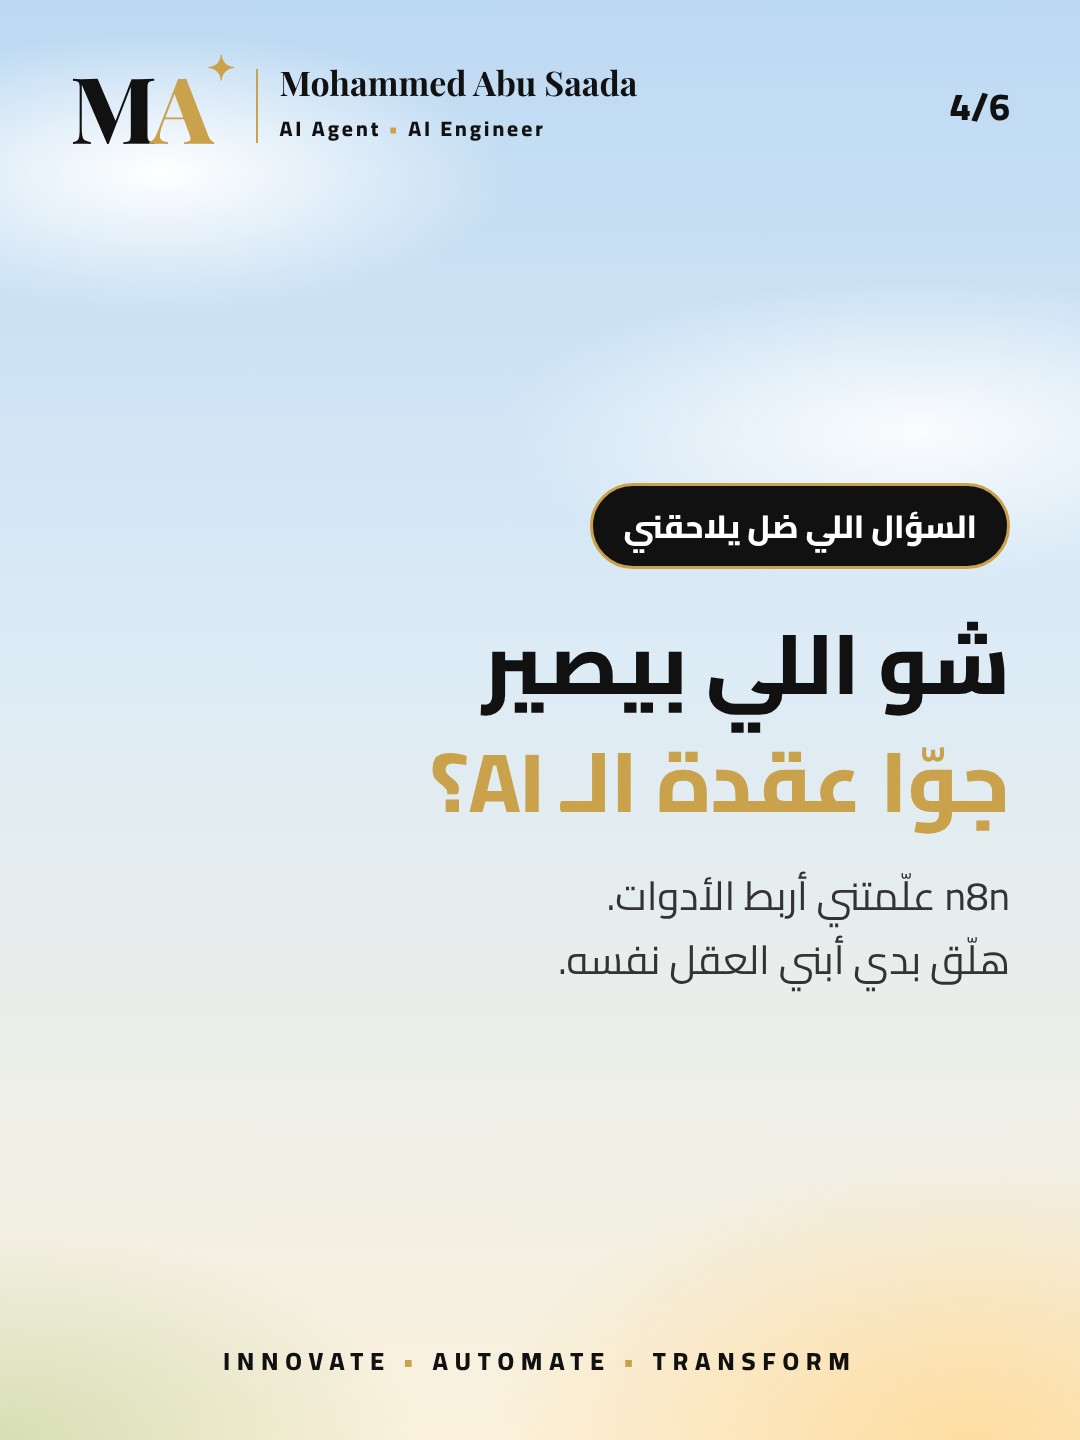 MA
Mohammed Abu Saada
AI Agent ▪ AI Engineer
4/6
السؤال اللي ضل يلاحقني
شو اللي بيصير
جوّا عقدة الـ AI؟
n8n علّمتني أربط الأدوات.
هلّق بدي أبني العقل نفسه.
INNOVATE ▪ AUTOMATE ▪ TRANSFORM